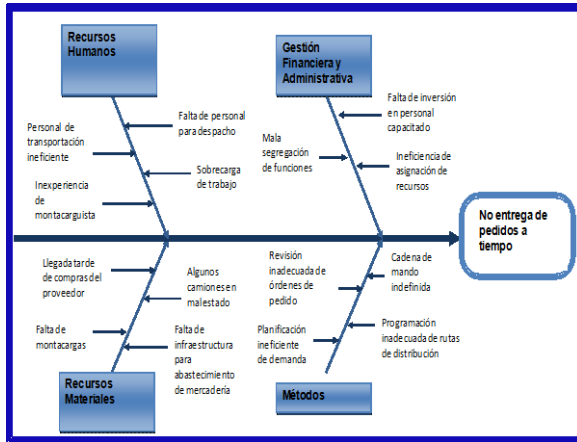 Recursos
Humanos
Gestión
Financiera y
Administrativa
Falta de personal
para despacho
Personal de
transportación
ineficiente
Sobrecarga
de trabajo
Inexperiencia
de
montacarguista
Falta de inversión
en personal
capacitado
Mala
segregación
de funciones
Ineficiencia de
asignación de
recursos
No entrega de
pedidos a
tiempo
Llegada tarde
de compras del
proveedor
Algunos
camiones en
mal estado
Falta de
montacargas
Falta de
infraestructura
para
abastecimiento
de mercadería
Recursos
Materiales
Revisión
inadecuada de
órdenes de
pedido
Cadena de
mando
indefinida
Planificación
ineficiente
de demanda
Programación
inadecuada de rutas
de distribución
Métodos